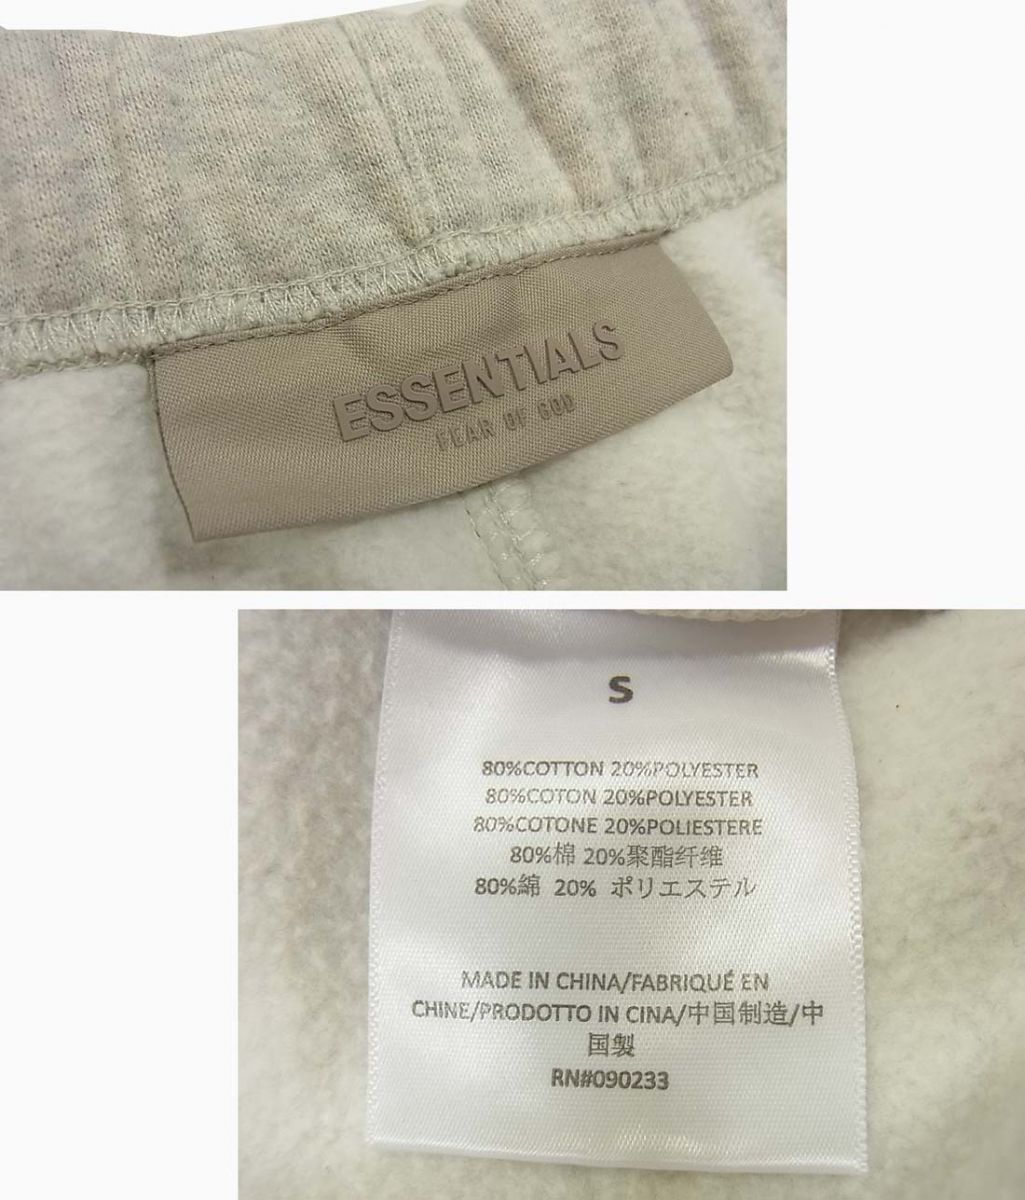 ESSENTIALS
FEAR OF GOD
S
80%COTTON 20%POLYESTER
80%COTON 20%POLYESTER
80%COTONE 20%POLIESTERE
80%棉 20%聚酯纤维
80%綿 20% ポリエステル
MADE IN CHINA/FABRIQUÉ EN
CHINE/PRODOTTO IN CINA/中国制造/中
国製
RN#090233